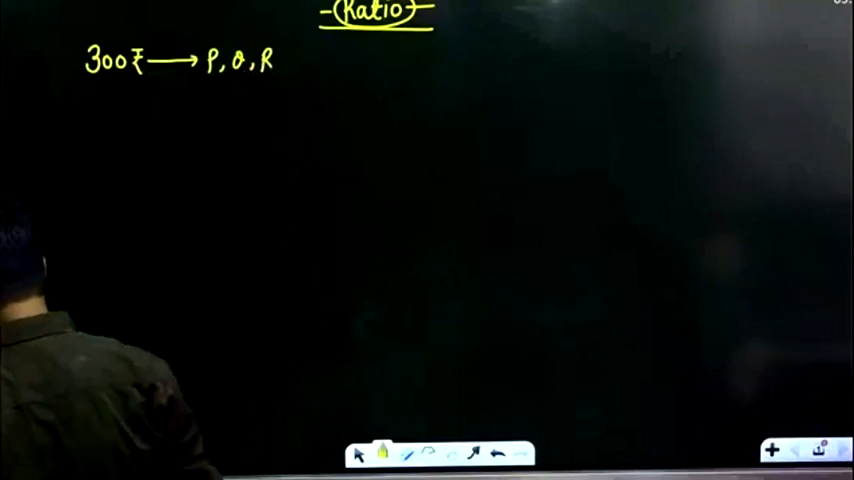 -Ratio-
300₹ → P, Q, R